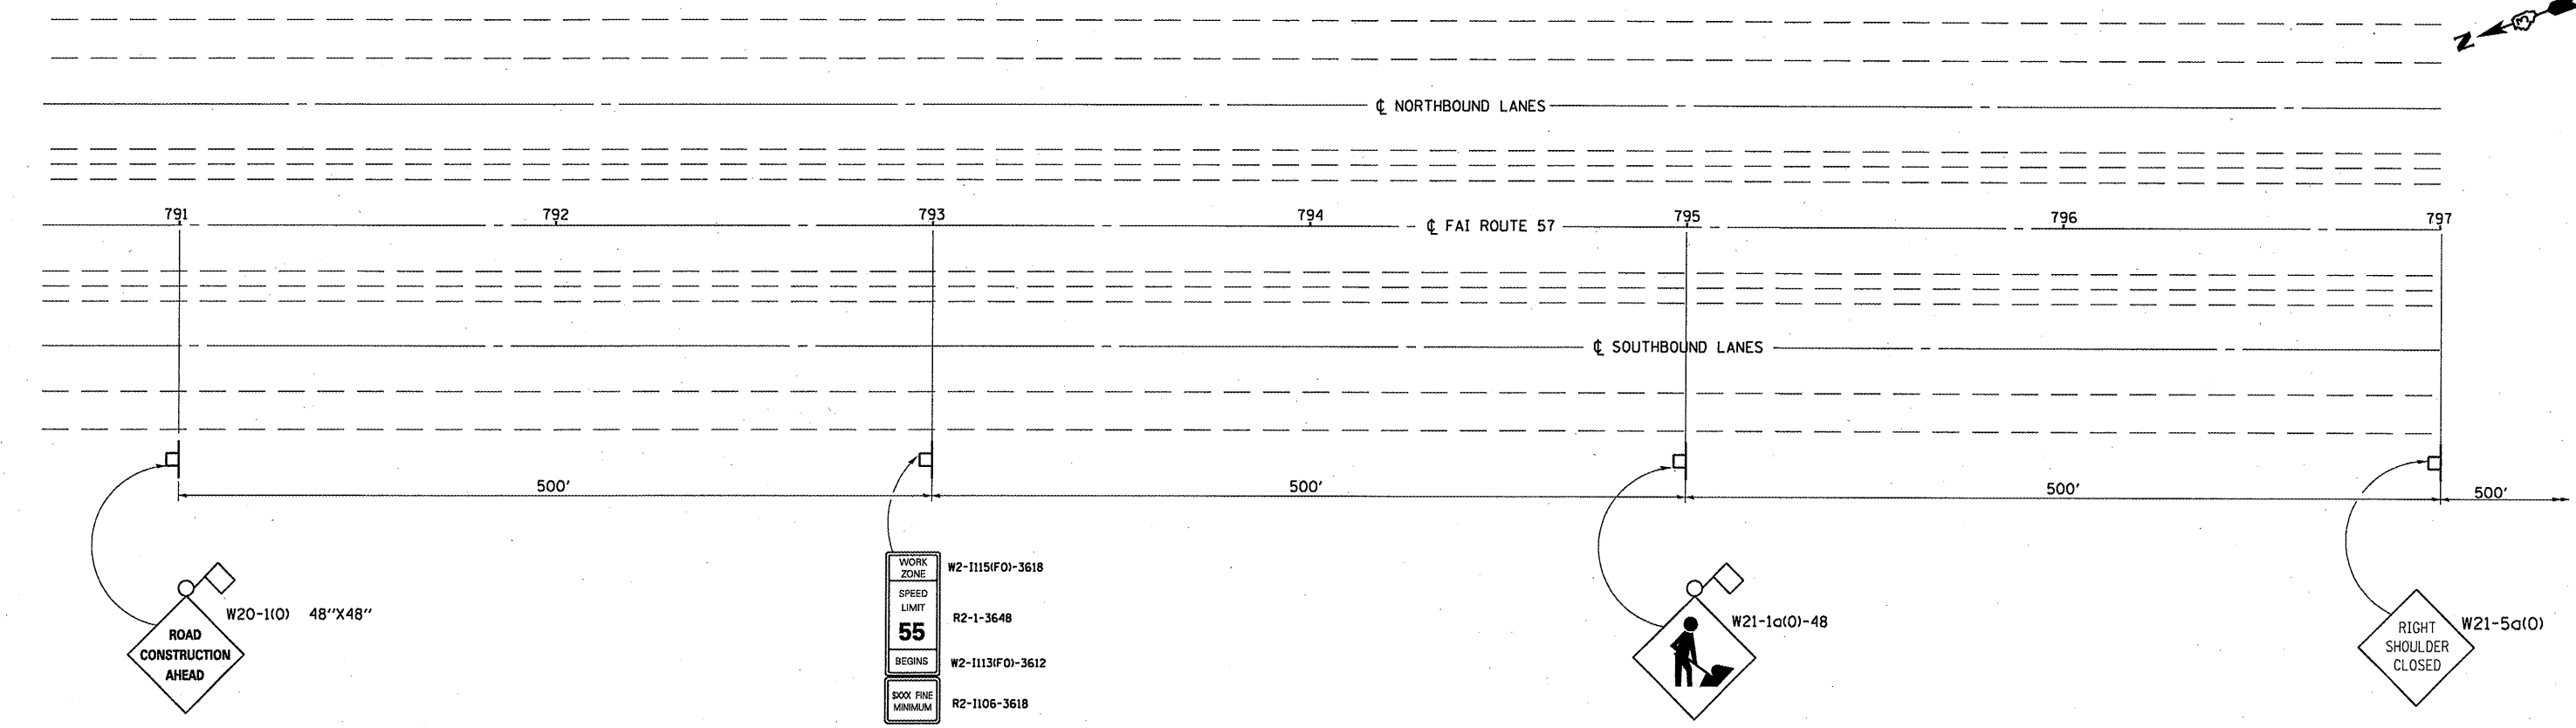 N
3
℄ NORTHBOUND LANES
791 792 793 794 795 796 797
℄ FAI ROUTE 57
℄ SOUTHBOUND LANES
500' 500' 500' 500'
W20-1(O) 48"X48"
ROAD
CONSTRUCTION
AHEAD
WORK
ZONE
W2-I115(FO)-3618
SPEED
LIMIT
55
R2-1-3648
BEGINS
W2-I113(FO)-3612
$XXX FINE
MINIMUM
R2-I106-3618
W21-1a(O)-48
W21-5a(O)
RIGHT
SHOULDER
CLOSED